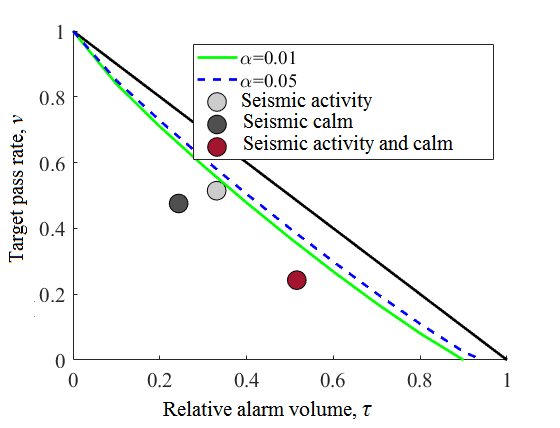 1
0.8
0.6
0.4
0.2
0
Target pass rate, ν
α=0.01
α=0.05
Seismic activity
Seismic calm
Seismic activity and calm
0 0.2 0.4 0.6 0.8 1
Relative alarm volume, τ